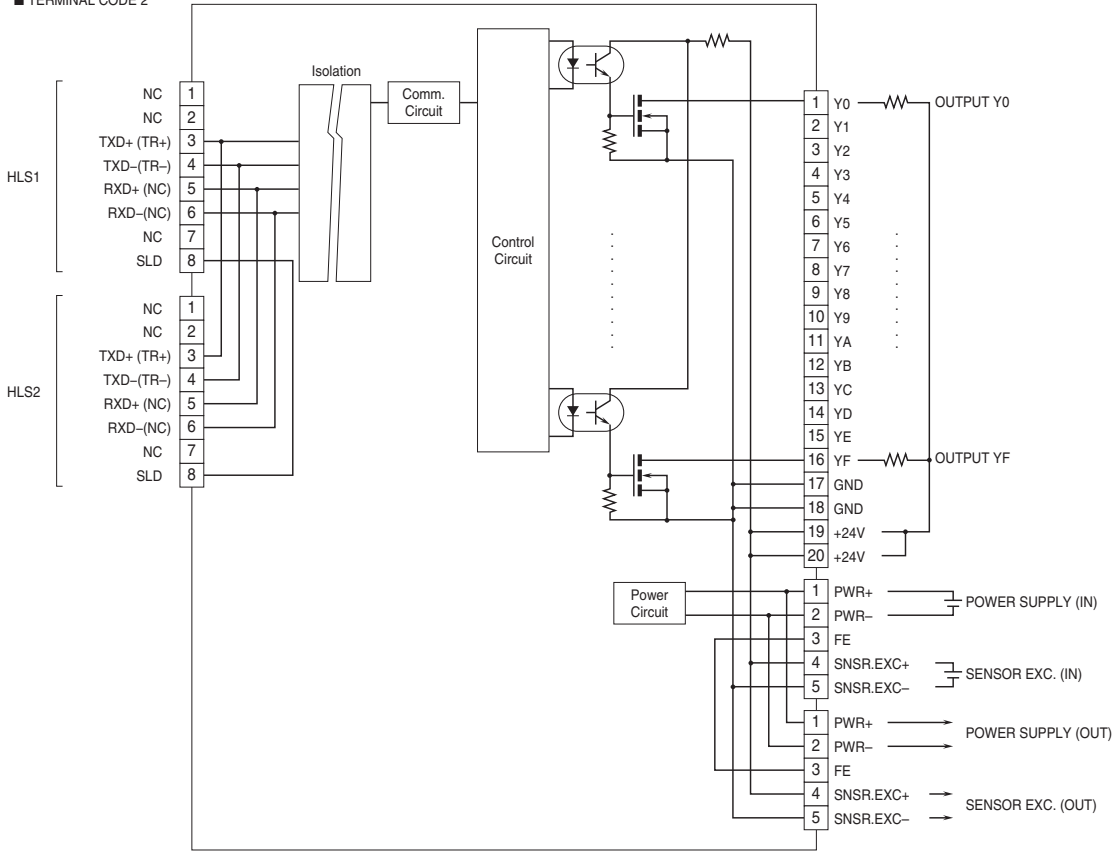 ■ TERMINAL CODE 2
Isolation
Comm.
Circuit
Control
Circuit
HLS1
NC 1
NC 2
TXD+ (TR+) 3
TXD–(TR–) 4
RXD+ (NC) 5
RXD–(NC) 6
NC 7
SLD 8
HLS2
NC 1
NC 2
TXD+ (TR+) 3
TXD–(TR–) 4
RXD+ (NC) 5
RXD–(NC) 6
NC 7
SLD 8
1 Y0 OUTPUT Y0
2 Y1
3 Y2
4 Y3
5 Y4
6 Y5
7 Y6
8 Y7
9 Y8
10 Y9
11 YA
12 YB
13 YC
14 YD
15 YE
16 YF OUTPUT YF
17 GND
18 GND
19 +24V
20 +24V
Power
Circuit
1 PWR+
2 PWR–
POWER SUPPLY (IN)
3 FE
4 SNSR.EXC+
5 SNSR.EXC–
SENSOR EXC. (IN)
1 PWR+
2 PWR–
POWER SUPPLY (OUT)
3 FE
4 SNSR.EXC+
5 SNSR.EXC–
SENSOR EXC. (OUT)